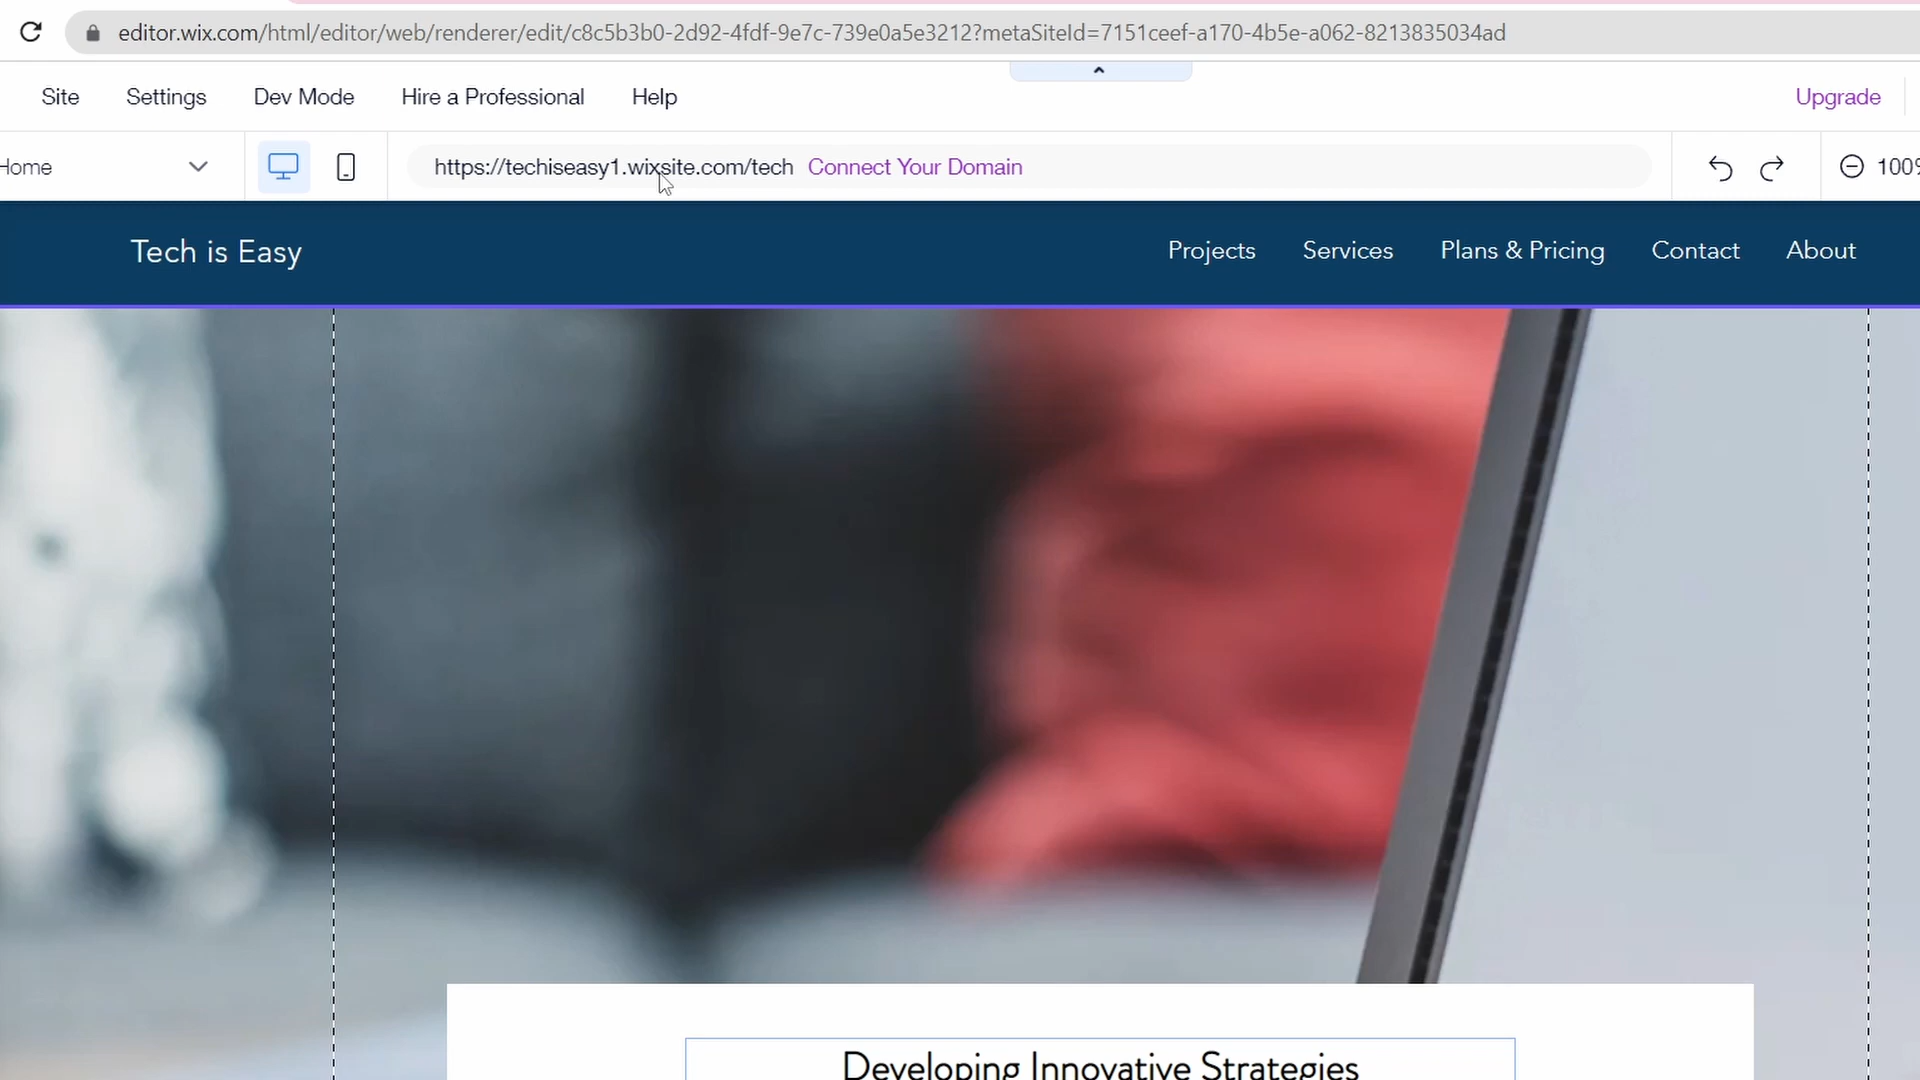 editor.wix.com/html/editor/web/renderer/edit/c8c5b3b0-2d92-4fdf-9e7c-739e0a5e3212?metaSiteId=7151ceef-a170-4b5e-a062-8213835034ad
Site Settings Dev Mode Hire a Professional Help Upgrade
Home https://techiseasy1.wixsite.com/tech Connect Your Domain 100%
Tech is Easy Projects Services Plans & Pricing Contact About
Developing Innovative Strategies